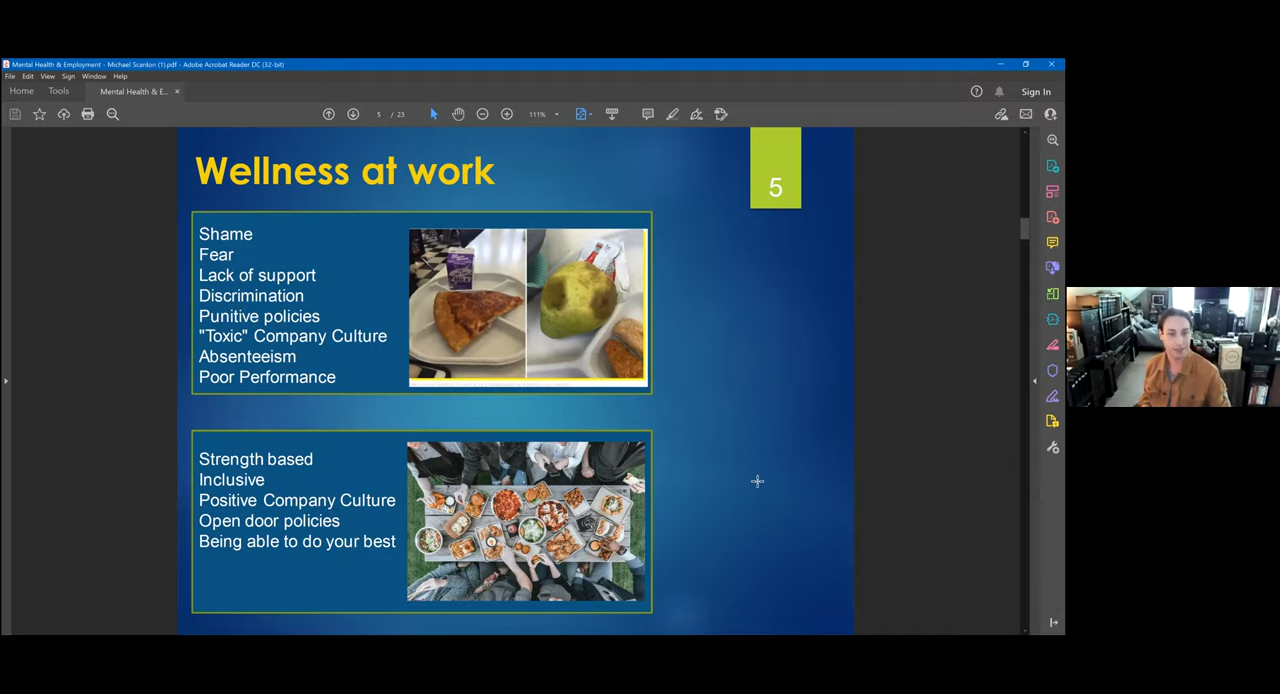 Mental Health & Employment - Michael Scanlon (1).pdf - Adobe Acrobat Reader DC (32-bit)
File Edit View Sign Window Help
Home Tools Mental Health & E... ×
Sign In
5 / 23
111%
Wellness at work
5
Shame
Fear
Lack of support
Discrimination
Punitive policies
"Toxic" Company Culture
Absenteeism
Poor Performance
Strength based
Inclusive
Positive Company Culture
Open door policies
Being able to do your best